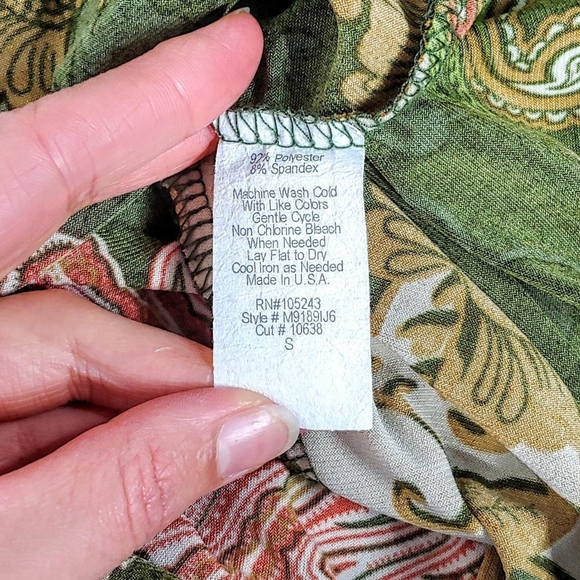 92% Polyester
8% Spandex
Machine Wash Cold
With Like Colors
Gentle Cycle
Non Chlorine Bleach
When Needed
Lay Flat to Dry
Cool Iron as Needed
Made in U.S.A.
RN#105243
Style # M9189IJ6
Cut # 10638
S